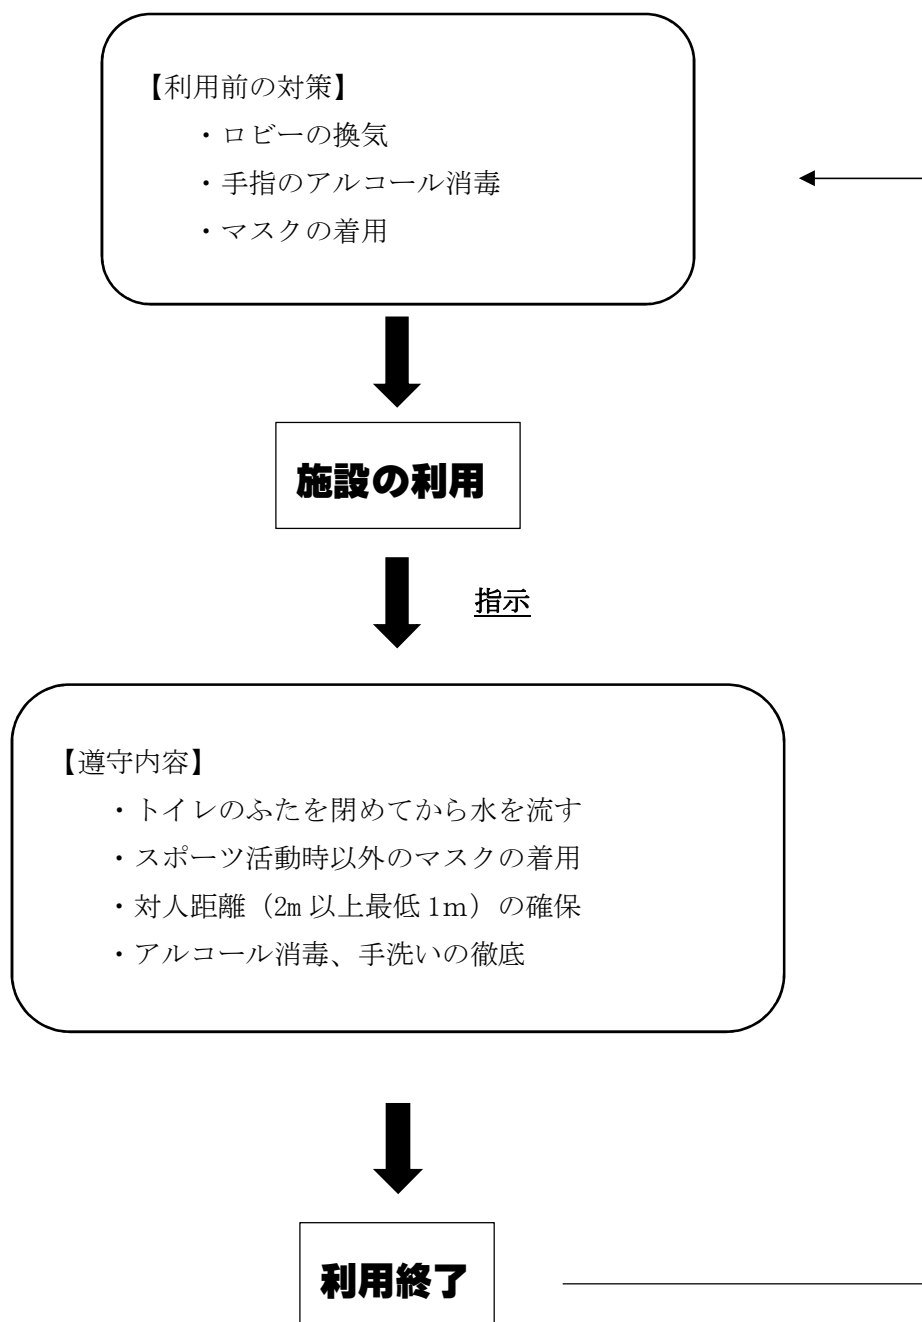 【利用前の対策】
・ロビーの換気
・手指のアルコール消毒
・マスクの着用
施設の利用
指示
【遵守内容】
・トイレのふたを閉めてから水を流す
・スポーツ活動時以外のマスクの着用
・対人距離（2m以上最低1m）の確保
・アルコール消毒、手洗いの徹底
利用終了